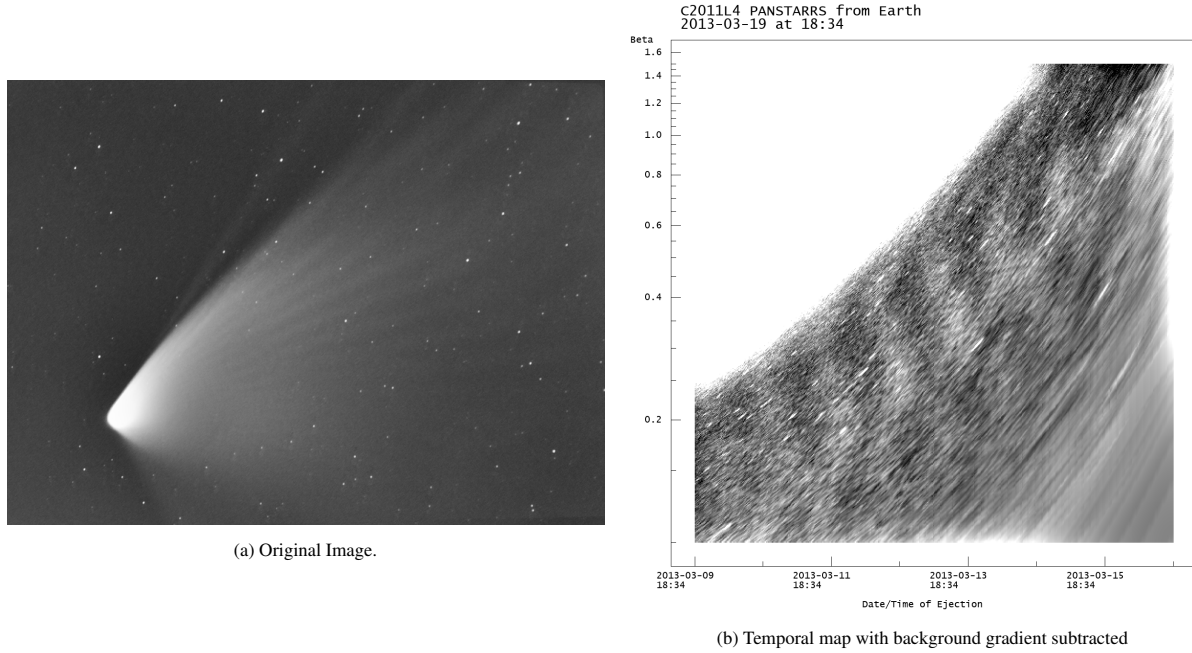 C2011L4 PANSTARRS from Earth
2013-03-19 at 18:34
Beta
1.6
1.4
1.2
1.0
0.8
0.6
0.4
0.2
2013-03-09 2013-03-11 2013-03-13 2013-03-15
18:34 18:34 18:34 18:34
Date/Time of Ejection
(a) Original Image.
(b) Temporal map with background gradient subtracted